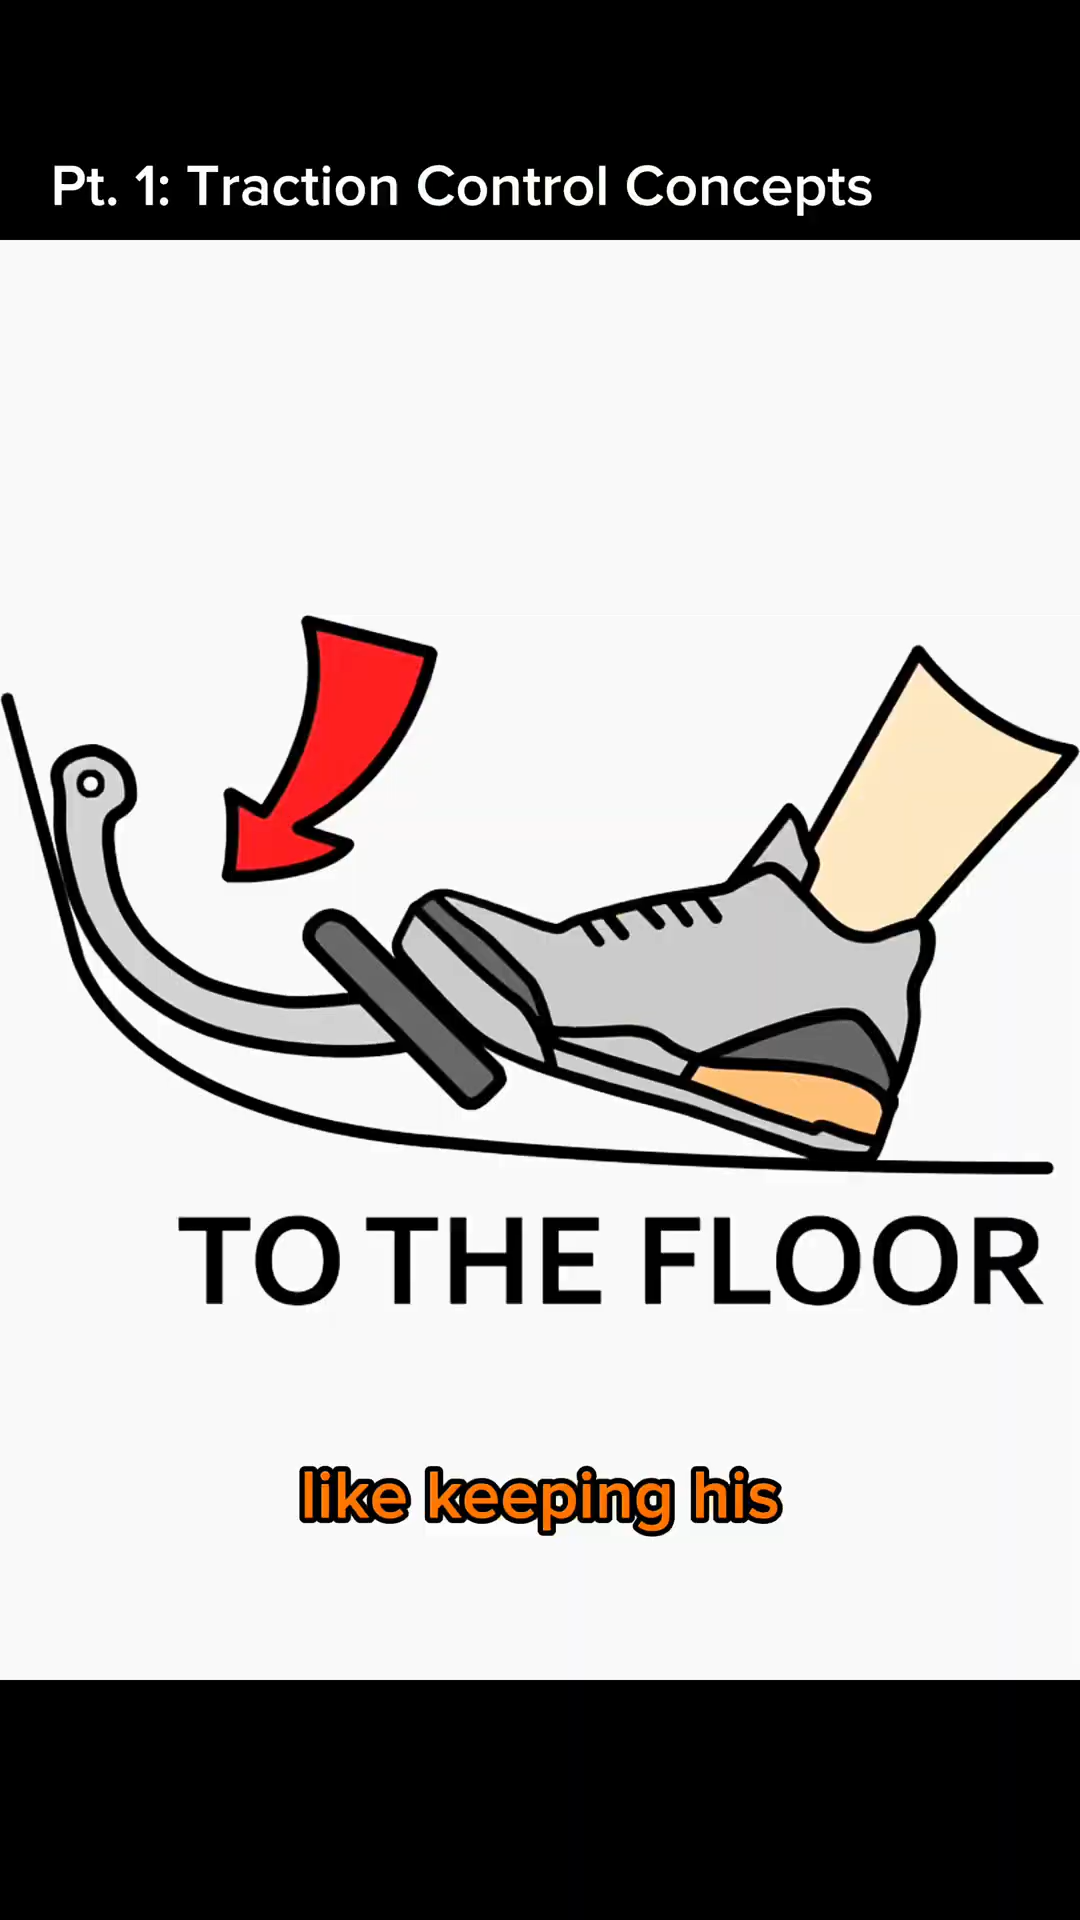 Pt. 1: Traction Control Concepts
TO THE FLOOR
like keeping his